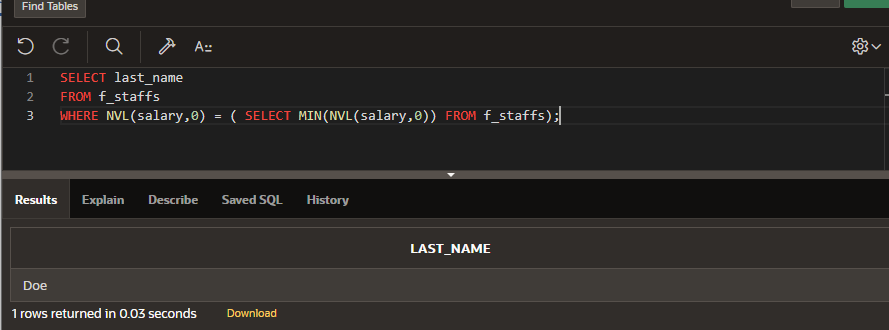 Find Tables
A::
1 SELECT last_name
2 FROM f_staffs
3 WHERE NVL(salary,0) = ( SELECT MIN(NVL(salary,0)) FROM f_staffs);
Results Explain Describe Saved SQL History
LAST_NAME
Doe
1 rows returned in 0.03 seconds Download